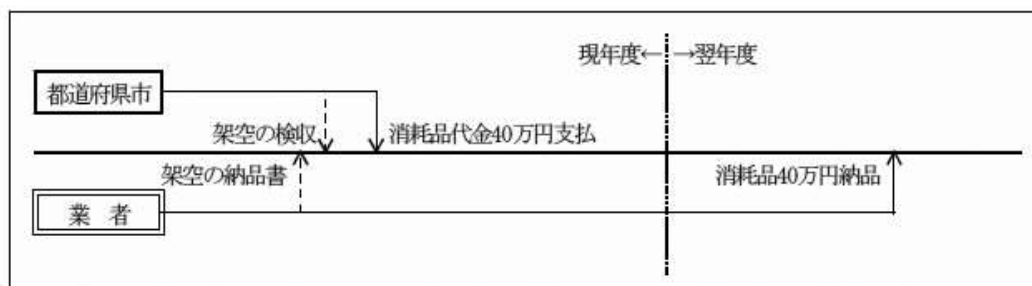 現年度←→翌年度
都道府県市
架空の検収
消耗品代金40万円支払
架空の納品書
消耗品40万円納品
業 者